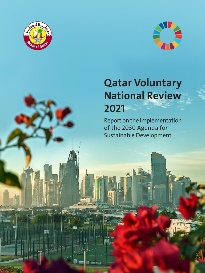 Qatar Voluntary
National Review
2021
Report on the Implementation
of the 2030 Agenda for
Sustainable Development